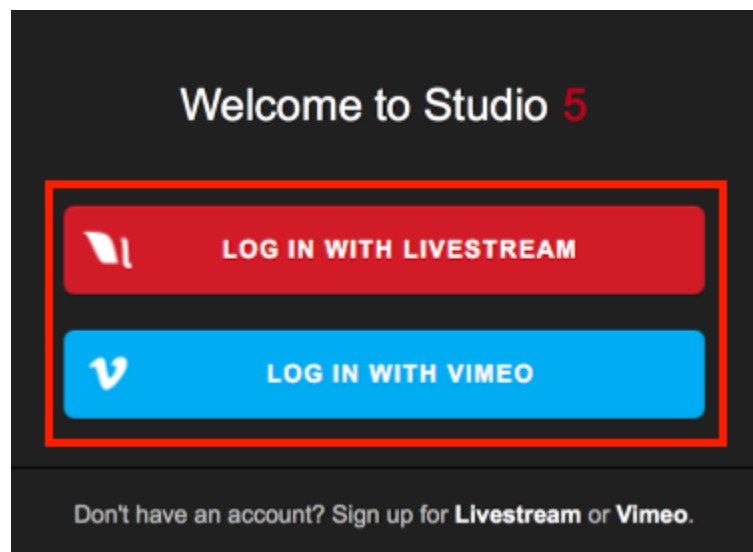 Welcome to Studio 5
LOG IN WITH LIVESTREAM
LOG IN WITH VIMEO
Don't have an account? Sign up for Livestream or Vimeo.